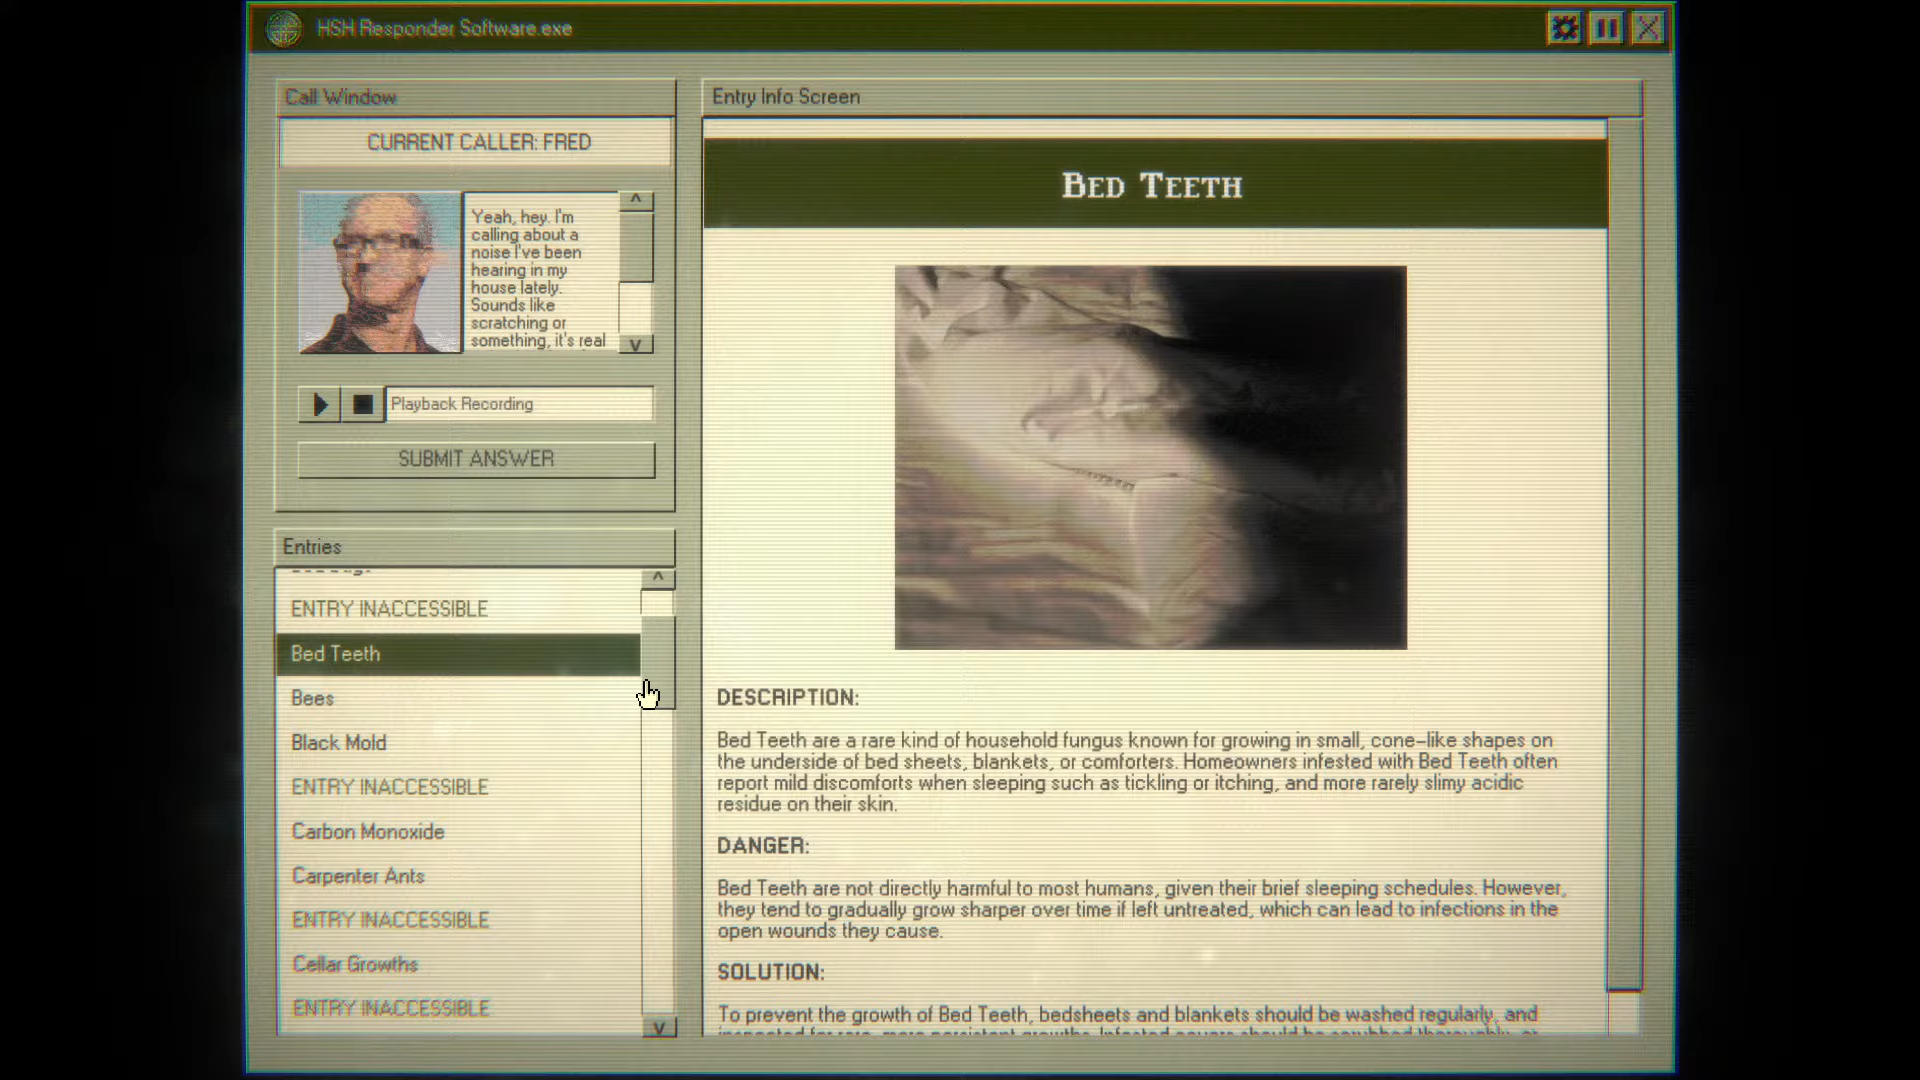 HSH Responder Software.exe
Call Window
CURRENT CALLER: FRED
Yeah, hey. I'm
calling about a
noise I've been
hearing in my
house lately.
Sounds like
scratching or
something, it's real
Playback Recording
SUBMIT ANSWER
Entries
ENTRY INACCESSIBLE
Bed Teeth
Bees
Black Mold
ENTRY INACCESSIBLE
Carbon Monoxide
Carpenter Ants
ENTRY INACCESSIBLE
Cellar Growths
ENTRY INACCESSIBLE
Entry Info Screen
BED TEETH
DESCRIPTION:
Bed Teeth are a rare kind of household fungus known for growing in small, cone-like shapes on
the underside of bed sheets, blankets, or comforters. Homeowners infested with Bed Teeth often
report mild discomforts when sleeping such as tickling or itching, and more rarely slimy acidic
residue on their skin.
DANGER:
Bed Teeth are not directly harmful to most humans, given their brief sleeping schedules. However,
they tend to gradually grow sharper over time if left untreated, which can lead to infections in the
open wounds they cause.
SOLUTION:
To prevent the growth of Bed Teeth, bedsheets and blankets should be washed regularly, and